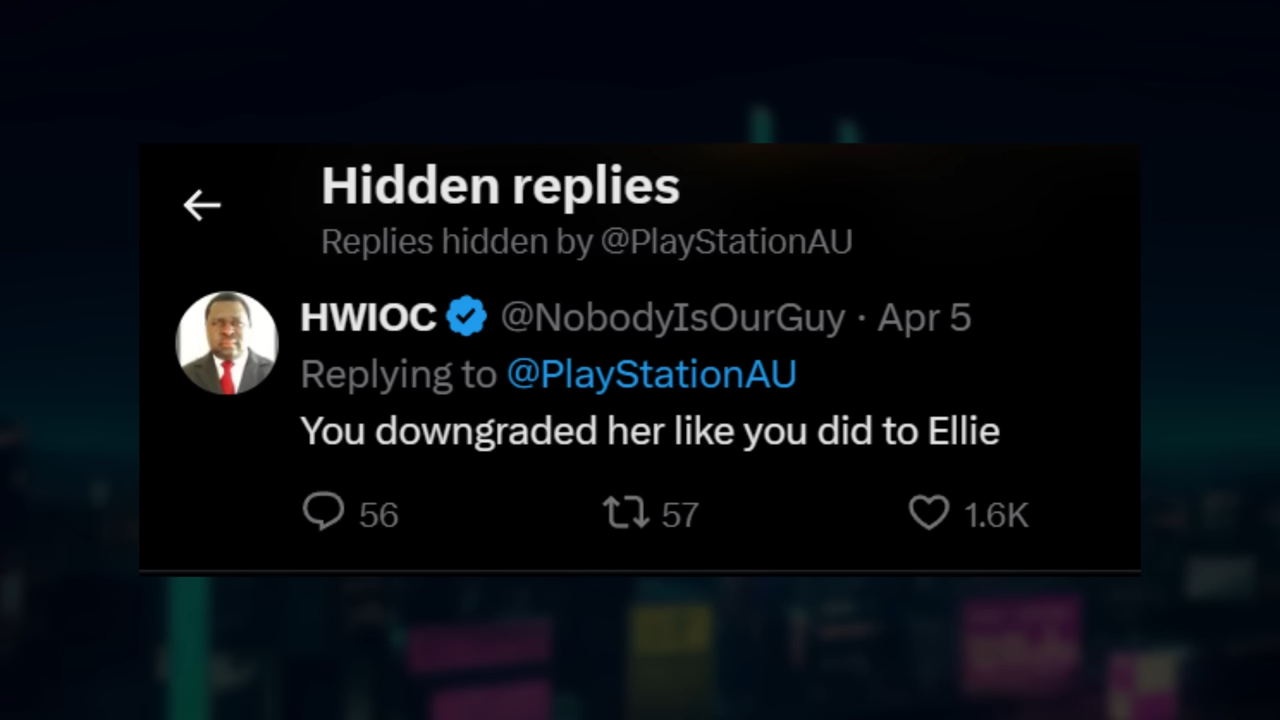 Hidden replies
Replies hidden by @PlayStationAU
HWIOC @NobodyIsOurGuy · Apr 5
Replying to @PlayStationAU
You downgraded her like you did to Ellie
56 57 1.6K